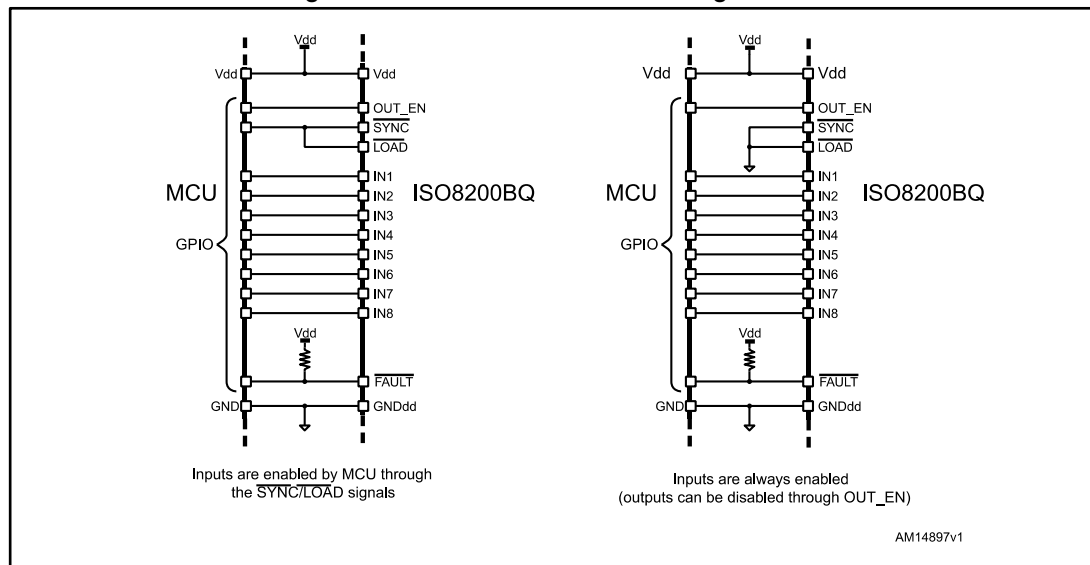 Vdd
Vdd Vdd
OUT_EN
SYNC
LOAD
IN1
MCU ISO8200BQ
IN2
IN3
GPIO
IN4
IN5
IN6
IN7
IN8
Vdd
FAULT
GND GNDdd
Inputs are enabled by MCU through
the SYNC/LOAD signals
Vdd
Vdd Vdd
OUT_EN
SYNC
LOAD
IN1
MCU ISO8200BQ
IN2
IN3
GPIO
IN4
IN5
IN6
IN7
IN8
Vdd
FAULT
GND GNDdd
Inputs are always enabled
(outputs can be disabled through OUT_EN)
AM14897v1